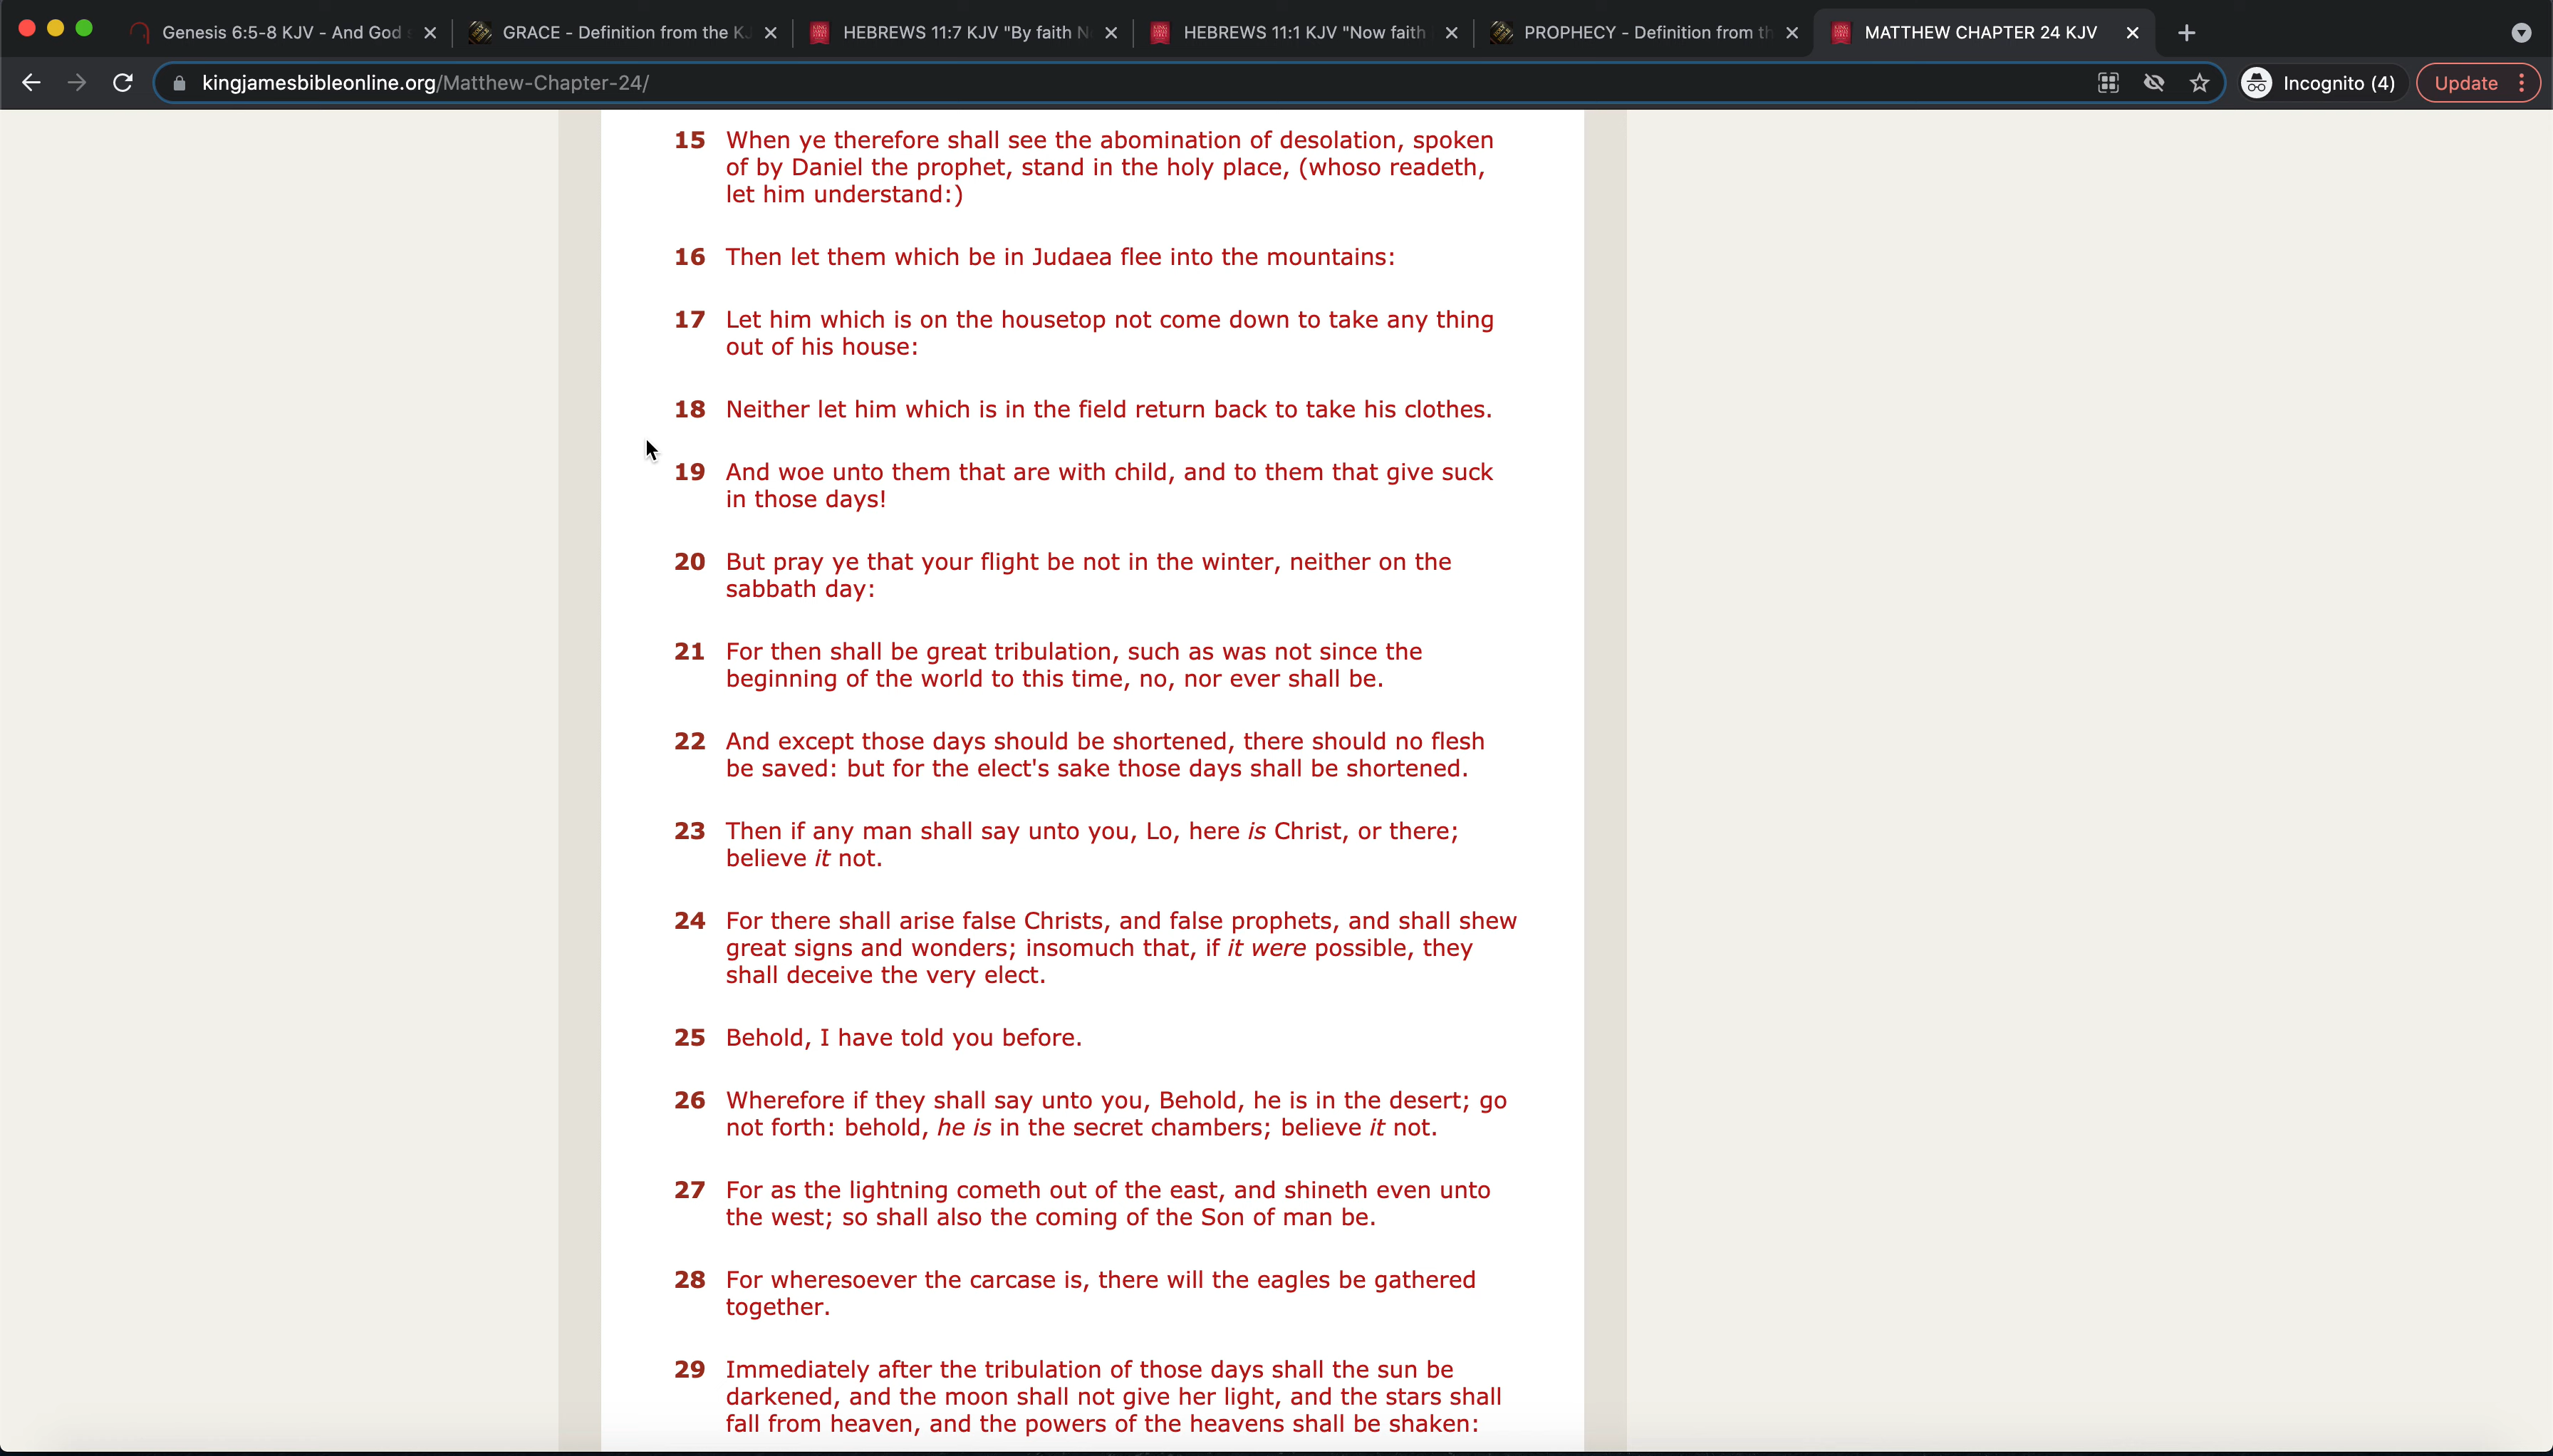 Genesis 6:5-8 KJV - And God
GRACE - Definition from the KJ
HEBREWS 11:7 KJV "By faith N
HEBREWS 11:1 KJV "Now faith
PROPHECY - Definition from th
MATTHEW CHAPTER 24 KJV
kingjamesbibleonline.org/Matthew-Chapter-24/
Incognito (4)
Update
15 When ye therefore shall see the abomination of desolation, spoken
of by Daniel the prophet, stand in the holy place, (whoso readeth,
let him understand:)
16 Then let them which be in Judaea flee into the mountains:
17 Let him which is on the housetop not come down to take any thing
out of his house:
18 Neither let him which is in the field return back to take his clothes.
19 And woe unto them that are with child, and to them that give suck
in those days!
20 But pray ye that your flight be not in the winter, neither on the
sabbath day:
21 For then shall be great tribulation, such as was not since the
beginning of the world to this time, no, nor ever shall be.
22 And except those days should be shortened, there should no flesh
be saved: but for the elect's sake those days shall be shortened.
23 Then if any man shall say unto you, Lo, here is Christ, or there;
believe it not.
24 For there shall arise false Christs, and false prophets, and shall shew
great signs and wonders; insomuch that, if it were possible, they
shall deceive the very elect.
25 Behold, I have told you before.
26 Wherefore if they shall say unto you, Behold, he is in the desert; go
not forth: behold, he is in the secret chambers; believe it not.
27 For as the lightning cometh out of the east, and shineth even unto
the west; so shall also the coming of the Son of man be.
28 For wheresoever the carcase is, there will the eagles be gathered
together.
29 Immediately after the tribulation of those days shall the sun be
darkened, and the moon shall not give her light, and the stars shall
fall from heaven, and the powers of the heavens shall be shaken: